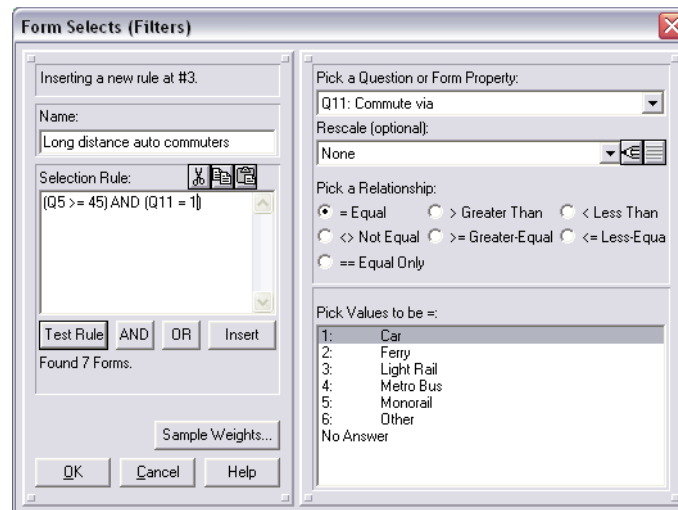 Form Selects (Filters)
Inserting a new rule at #3.
Name:
Long distance auto commuters
Selection Rule:
(Q5 >= 45) AND (Q11 = 1)
Test Rule AND OR Insert
Found 7 Forms.
Sample Weights...
OK Cancel Help
Pick a Question or Form Property:
Q11: Commute via
Rescale (optional):
None
Pick a Relationship:
= Equal > Greater Than < Less Than
<> Not Equal >= Greater-Equal <= Less-Equa
== Equal Only
Pick Values to be =:
1: Car
2: Ferry
3: Light Rail
4: Metro Bus
5: Monorail
6: Other
No Answer